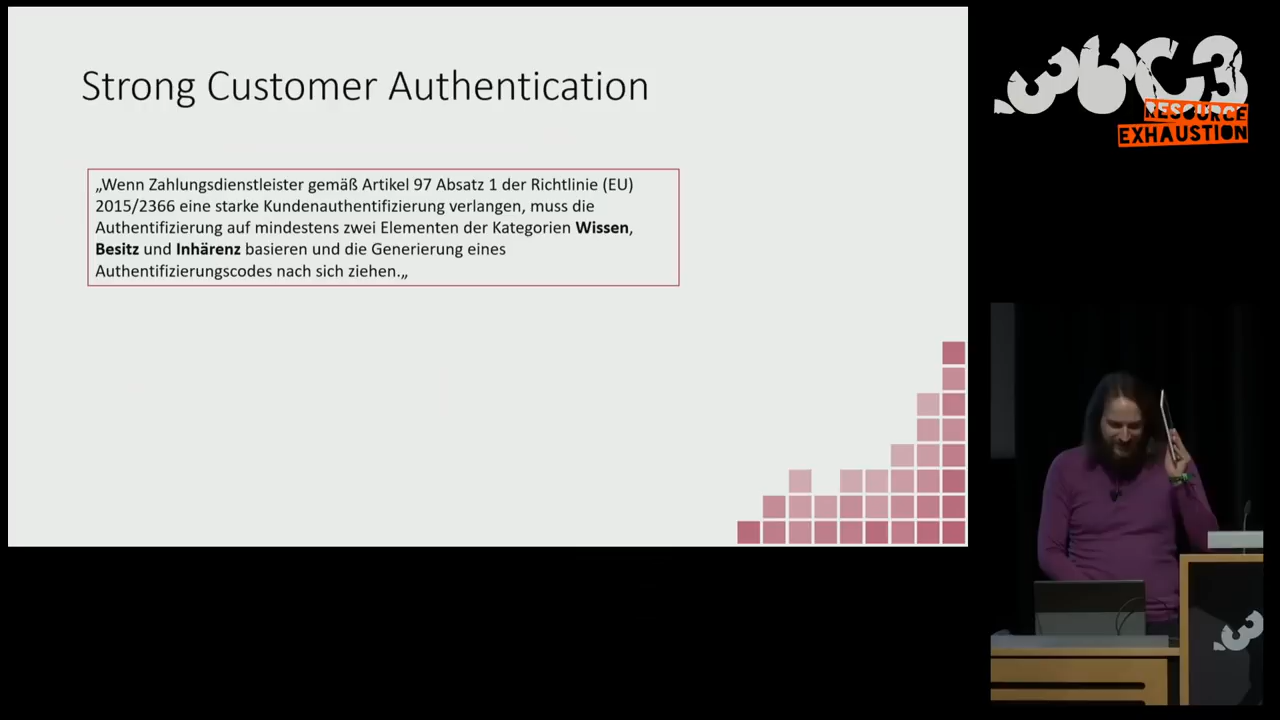 Strong Customer Authentication
„Wenn Zahlungsdienstleister gemäß Artikel 97 Absatz 1 der Richtlinie (EU)
2015/2366 eine starke Kundenauthentifizierung verlangen, muss die
Authentifizierung auf mindestens zwei Elementen der Kategorien Wissen,
Besitz und Inhärenz basieren und die Generierung eines
Authentifizierungscodes nach sich ziehen.„
36C3
RESOURCE
EXHAUSTION